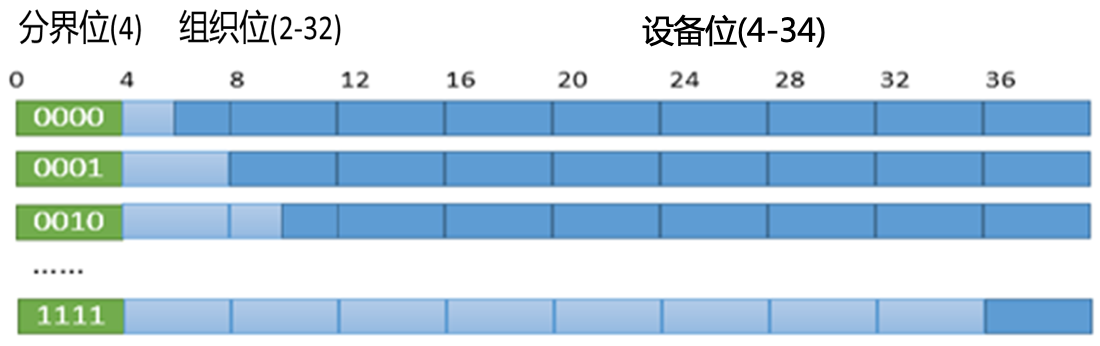 分界位(4) 组织位(2-32) 设备位(4-34)
0 4 8 12 16 20 24 28 32 36
0000
0001
0010
......
1111